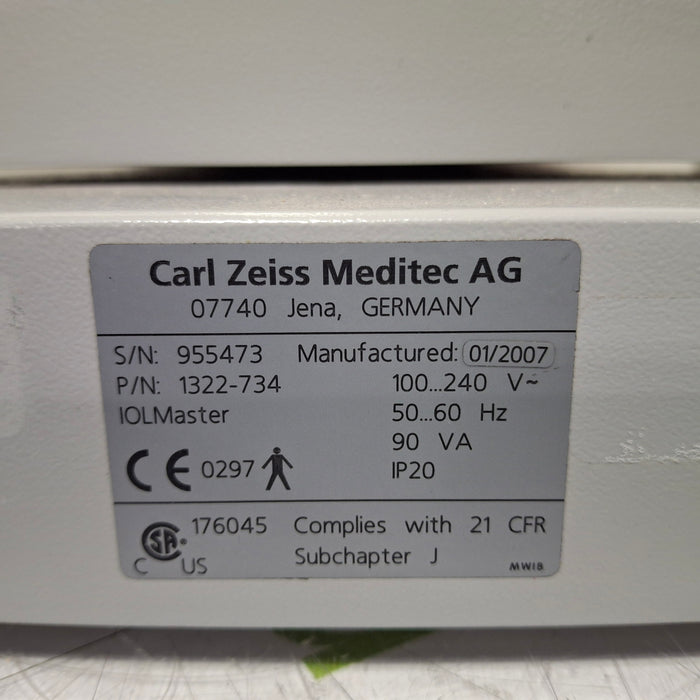 Carl Zeiss Meditec AG
07740 Jena, GERMANY
S/N: 955473 Manufactured: 01/2007
P/N: 1322-734 100...240 V~
IOLMaster 50...60 Hz
90 VA
CE 0297 IP20
SA 176045 Complies with 21 CFR
C US Subchapter J MW18